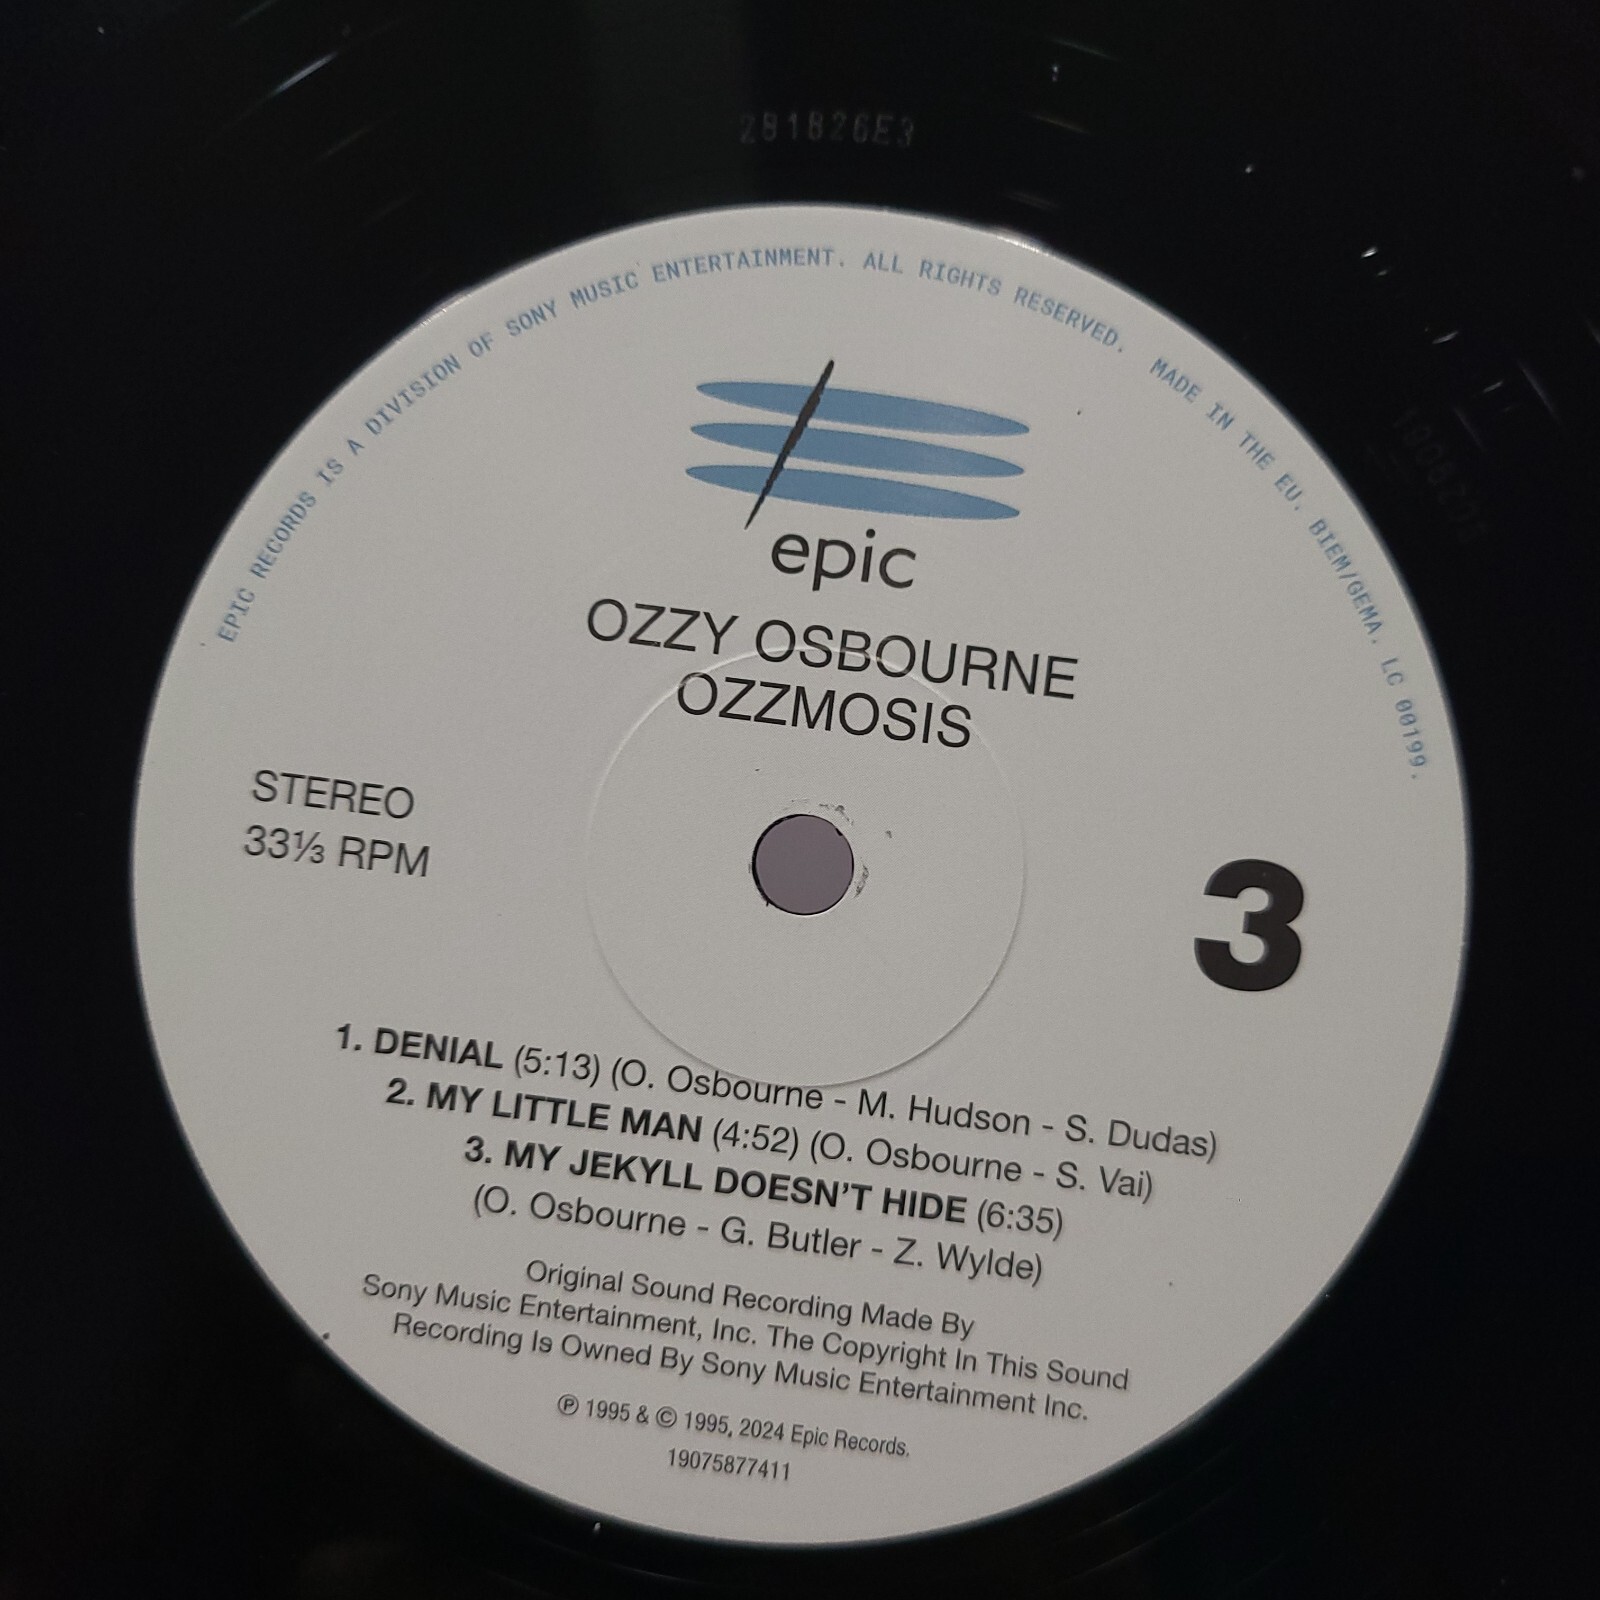 281826E3
EPIC RECORDS IS A DIVISION OF SONY MUSIC ENTERTAINMENT. ALL RIGHTS RESERVED. MADE IN THE EU. BIEM/GEMA. LC 00199.
epic
OZZY OSBOURNE
OZZMOSIS
STEREO
33⅓ RPM
3
1. DENIAL (5:13) (O. Osbourne - M. Hudson - S. Dudas)
2. MY LITTLE MAN (4:52) (O. Osbourne - S. Vai)
3. MY JEKYLL DOESN'T HIDE (6:35)
(O. Osbourne - G. Butler - Z. Wylde)
Original Sound Recording Made By
Sony Music Entertainment, Inc. The Copyright In This Sound
Recording Is Owned By Sony Music Entertainment Inc.
℗ 1995 & © 1995, 2024 Epic Records.
19075877411